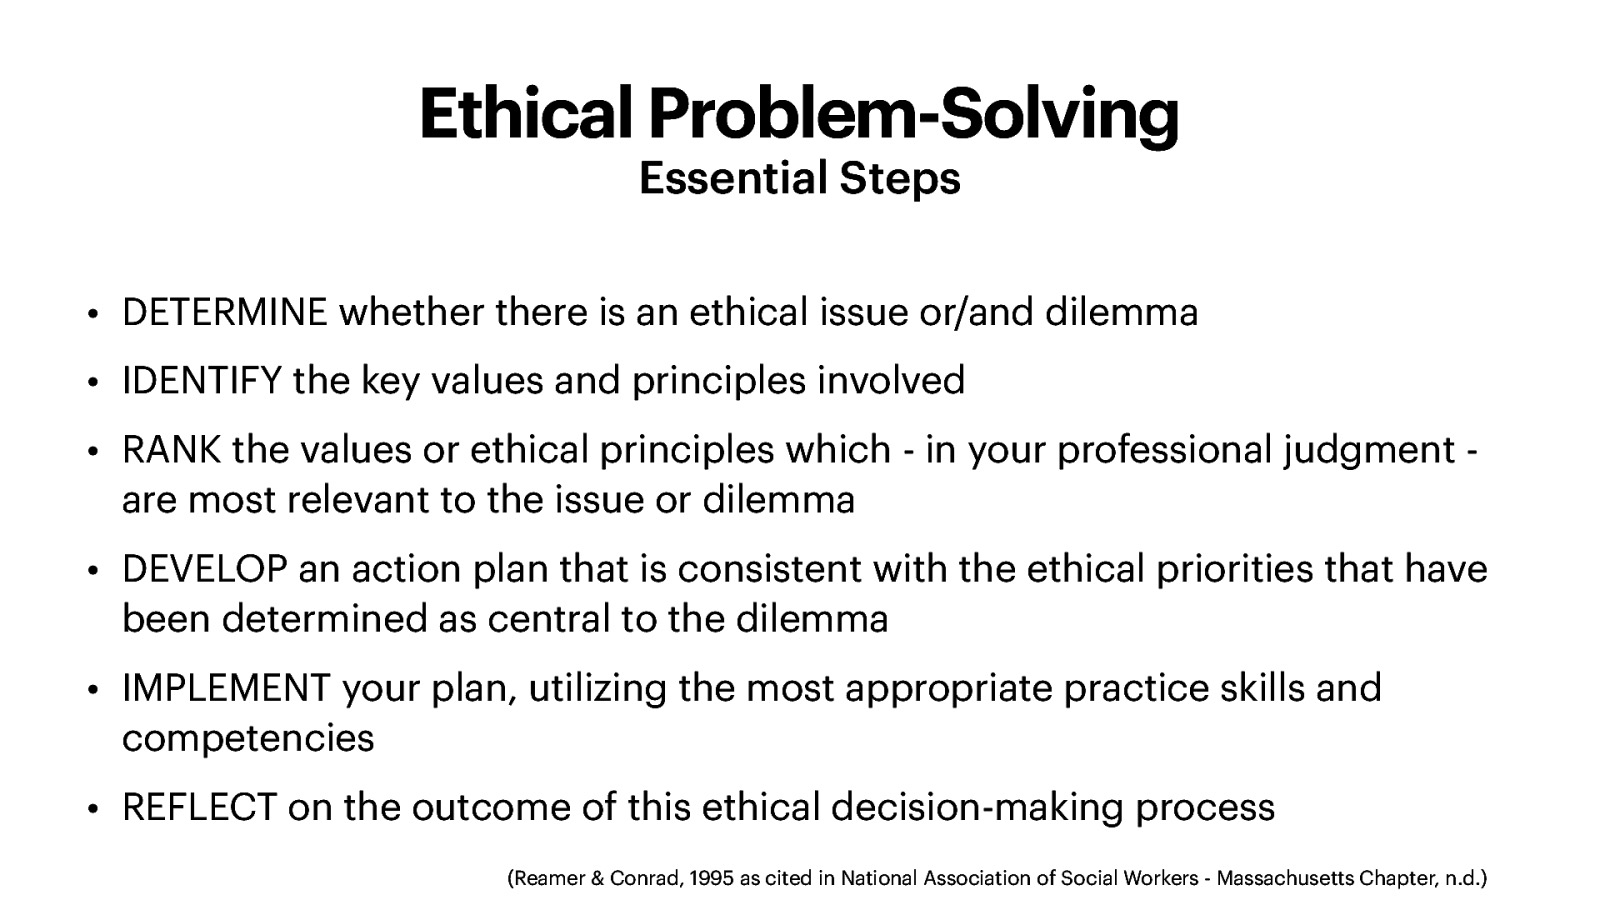 Ethical Problem-Solving
Essential Steps
• DETERMINE whether there is an ethical issue or/and dilemma
• IDENTIFY the key values and principles involved
• RANK the values or ethical principles which - in your professional judgment -
are most relevant to the issue or dilemma
• DEVELOP an action plan that is consistent with the ethical priorities that have
been determined as central to the dilemma
• IMPLEMENT your plan, utilizing the most appropriate practice skills and
competencies
• REFLECT on the outcome of this ethical decision-making process
(Reamer & Conrad, 1995 as cited in National Association of Social Workers - Massachusetts Chapter, n.d.)